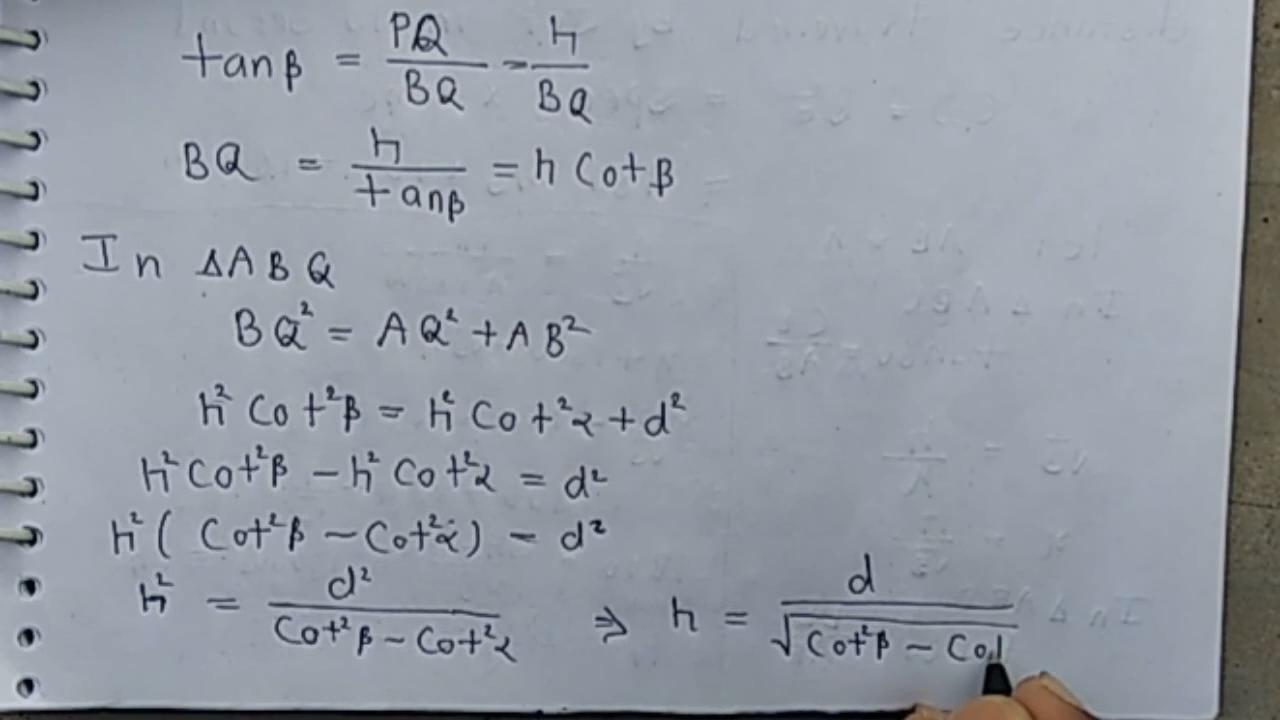 tanβ = PQ/BQ = h/BQ
BQ = h/tanβ = h Cotβ
In ΔABQ
BQ² = AQ² + AB²
h² Cot²β = h² Cot²α + d²
h² Cot²β - h² Cot²α = d²
h² ( Cot²β - Cot²α) = d²
h² = d²/(Cot²β - Cot²α) ⇒ h = d/√(Cot²β - Cot